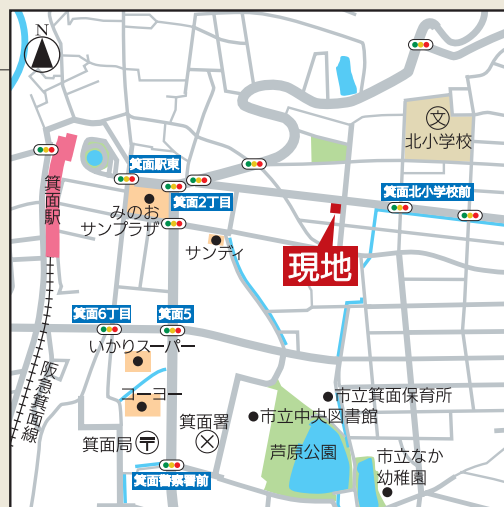 N
文
北小学校
箕面駅東
箕面北小学校前
箕面駅
みのお
サンプラザ
箕面2丁目
サンディ
現地
箕面6丁目
箕面5
いかりスーパー
阪急箕面線
コーヨー
市立箕面保育所
市立中央図書館
箕面署
箕面局
〒
芦原公園
市立なか
幼稚園
箕面警察署前